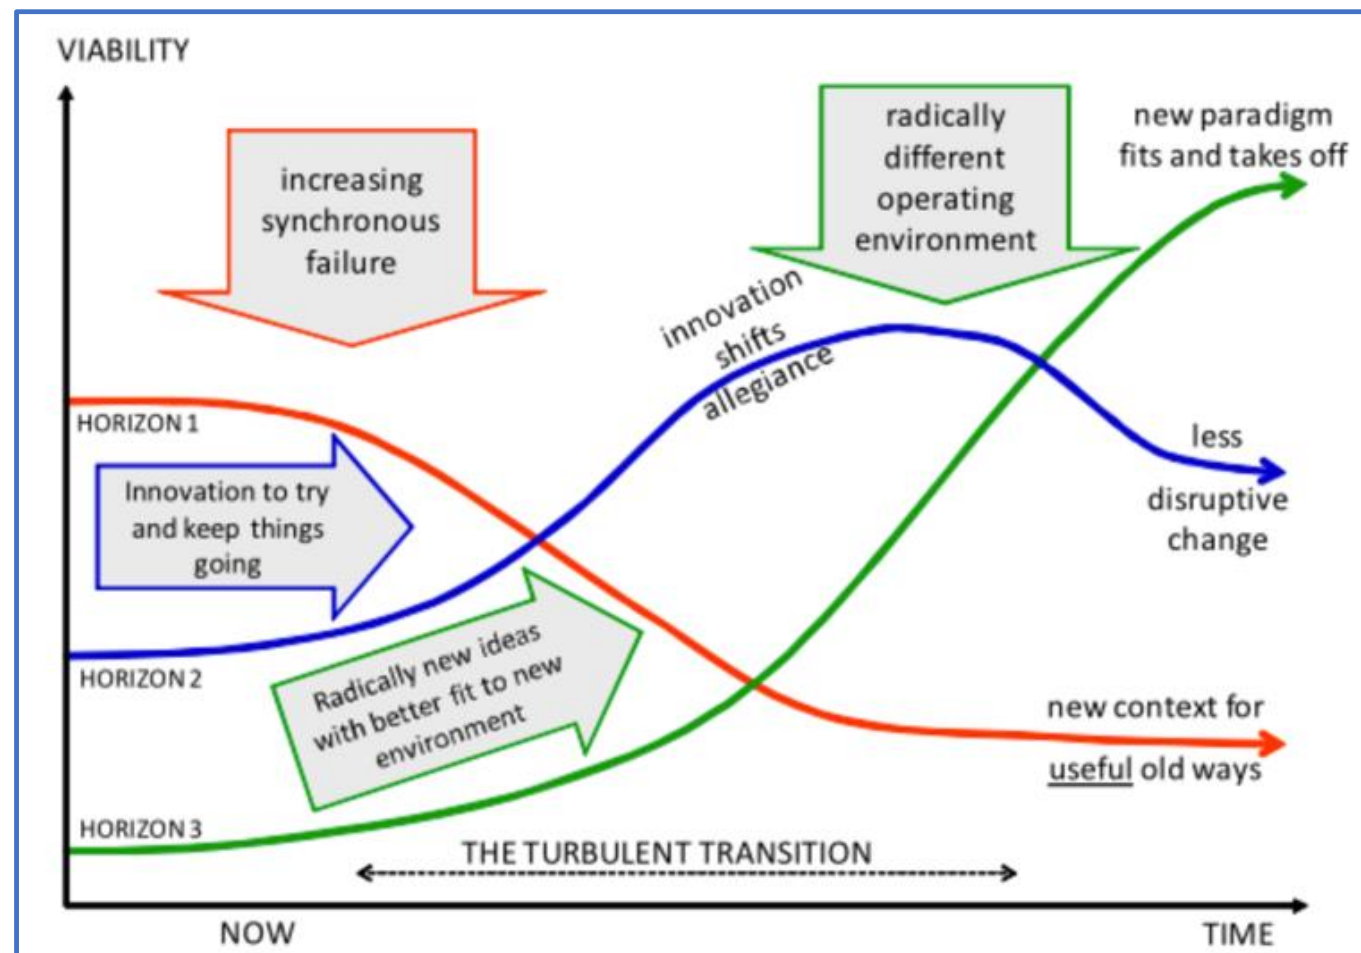 VIABILITY
increasing
synchronous
failure
radically
different
operating
environment
new paradigm
fits and takes off
innovation
shifts
allegiance
HORIZON 1
Innovation to try
and keep things
going
less
disruptive
change
HORIZON 2
Radically new ideas
with better fit to new
environment
new context for
useful old ways
HORIZON 3
THE TURBULENT TRANSITION
NOW
TIME